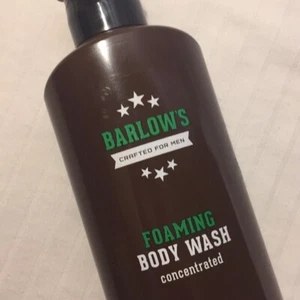 BARLOW'S
CRAFTED FOR MEN
FOAMING
BODY WASH
concentrated